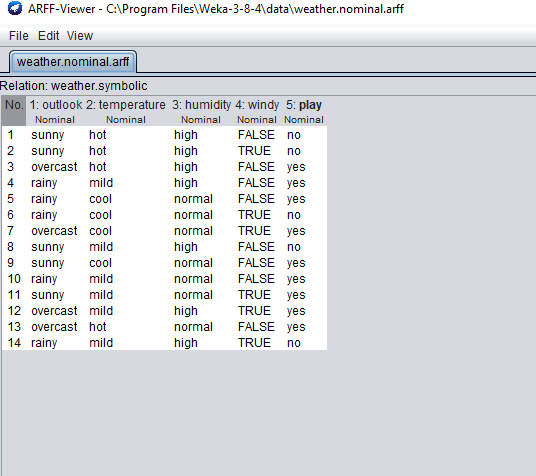 ARFF-Viewer - C:\Program Files\Weka-3-8-4\data\weather.nominal.arff
File Edit View
weather.nominal.arff
Relation: weather.symbolic
No. 1: outlook 2: temperature 3: humidity 4: windy 5: play
Nominal Nominal Nominal Nominal Nominal
1 sunny hot high FALSE no
2 sunny hot high TRUE no
3 overcast hot high FALSE yes
4 rainy mild high FALSE yes
5 rainy cool normal FALSE yes
6 rainy cool normal TRUE no
7 overcast cool normal TRUE yes
8 sunny mild high FALSE no
9 sunny cool normal FALSE yes
10 rainy mild normal FALSE yes
11 sunny mild normal TRUE yes
12 overcast mild high TRUE yes
13 overcast hot normal FALSE yes
14 rainy mild high TRUE no